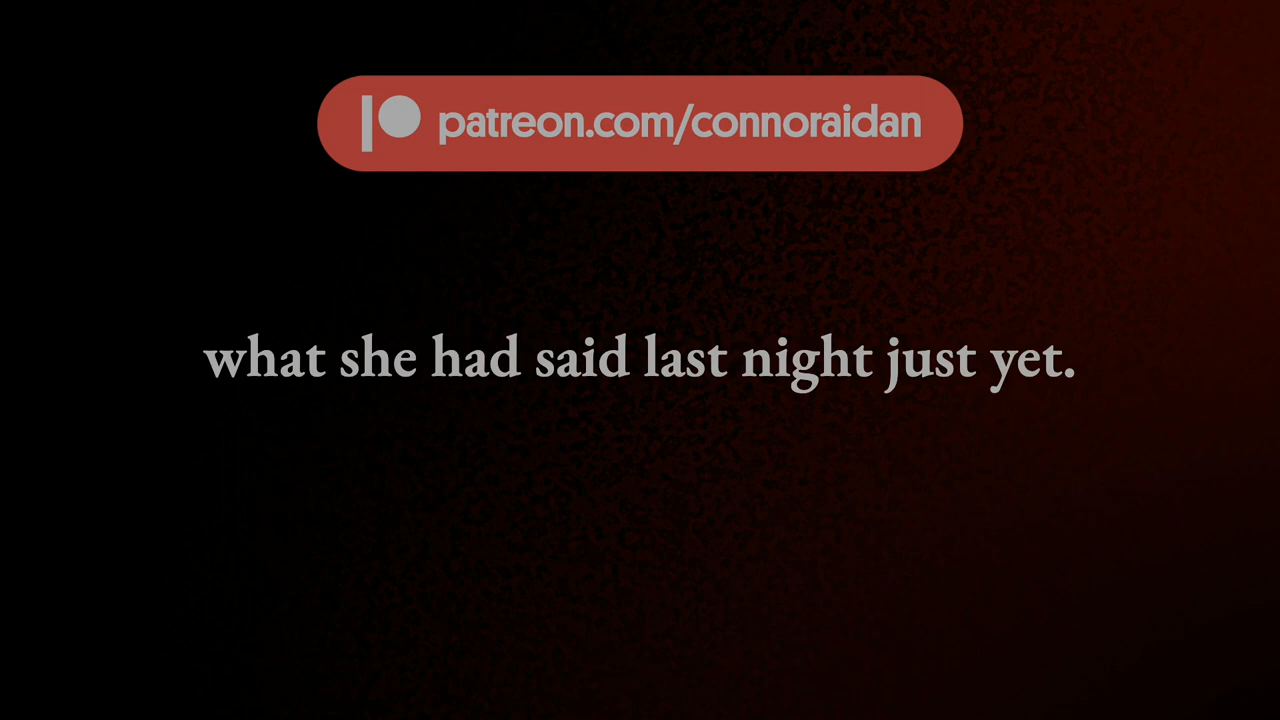 patreon.com/connoraidan
what she had said last night just yet.